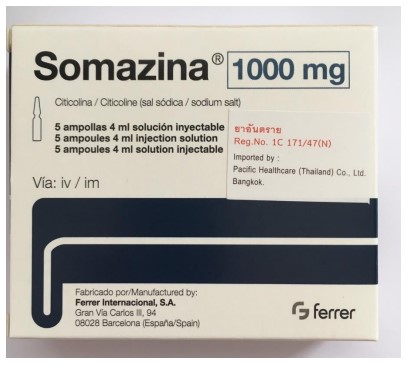 Somazina® 1000 mg
Citicolina / Citicoline (sal sódica / sodium salt)
5 ampollas 4 ml solución inyectable
5 ampoules 4 ml injection solution
5 ampoules 4 ml solution injectable
ยาอันตราย
Reg.No. 1C 171/47(N)
Imported by :
Pacific Healthcare (Thailand) Co., Ltd.
Bangkok.
Vía: iv / im
Fabricado por/Manufactured by:
Ferrer Internacional, S.A.
Gran Vía Carlos III, 94
08028 Barcelona (España/Spain)
ferrer